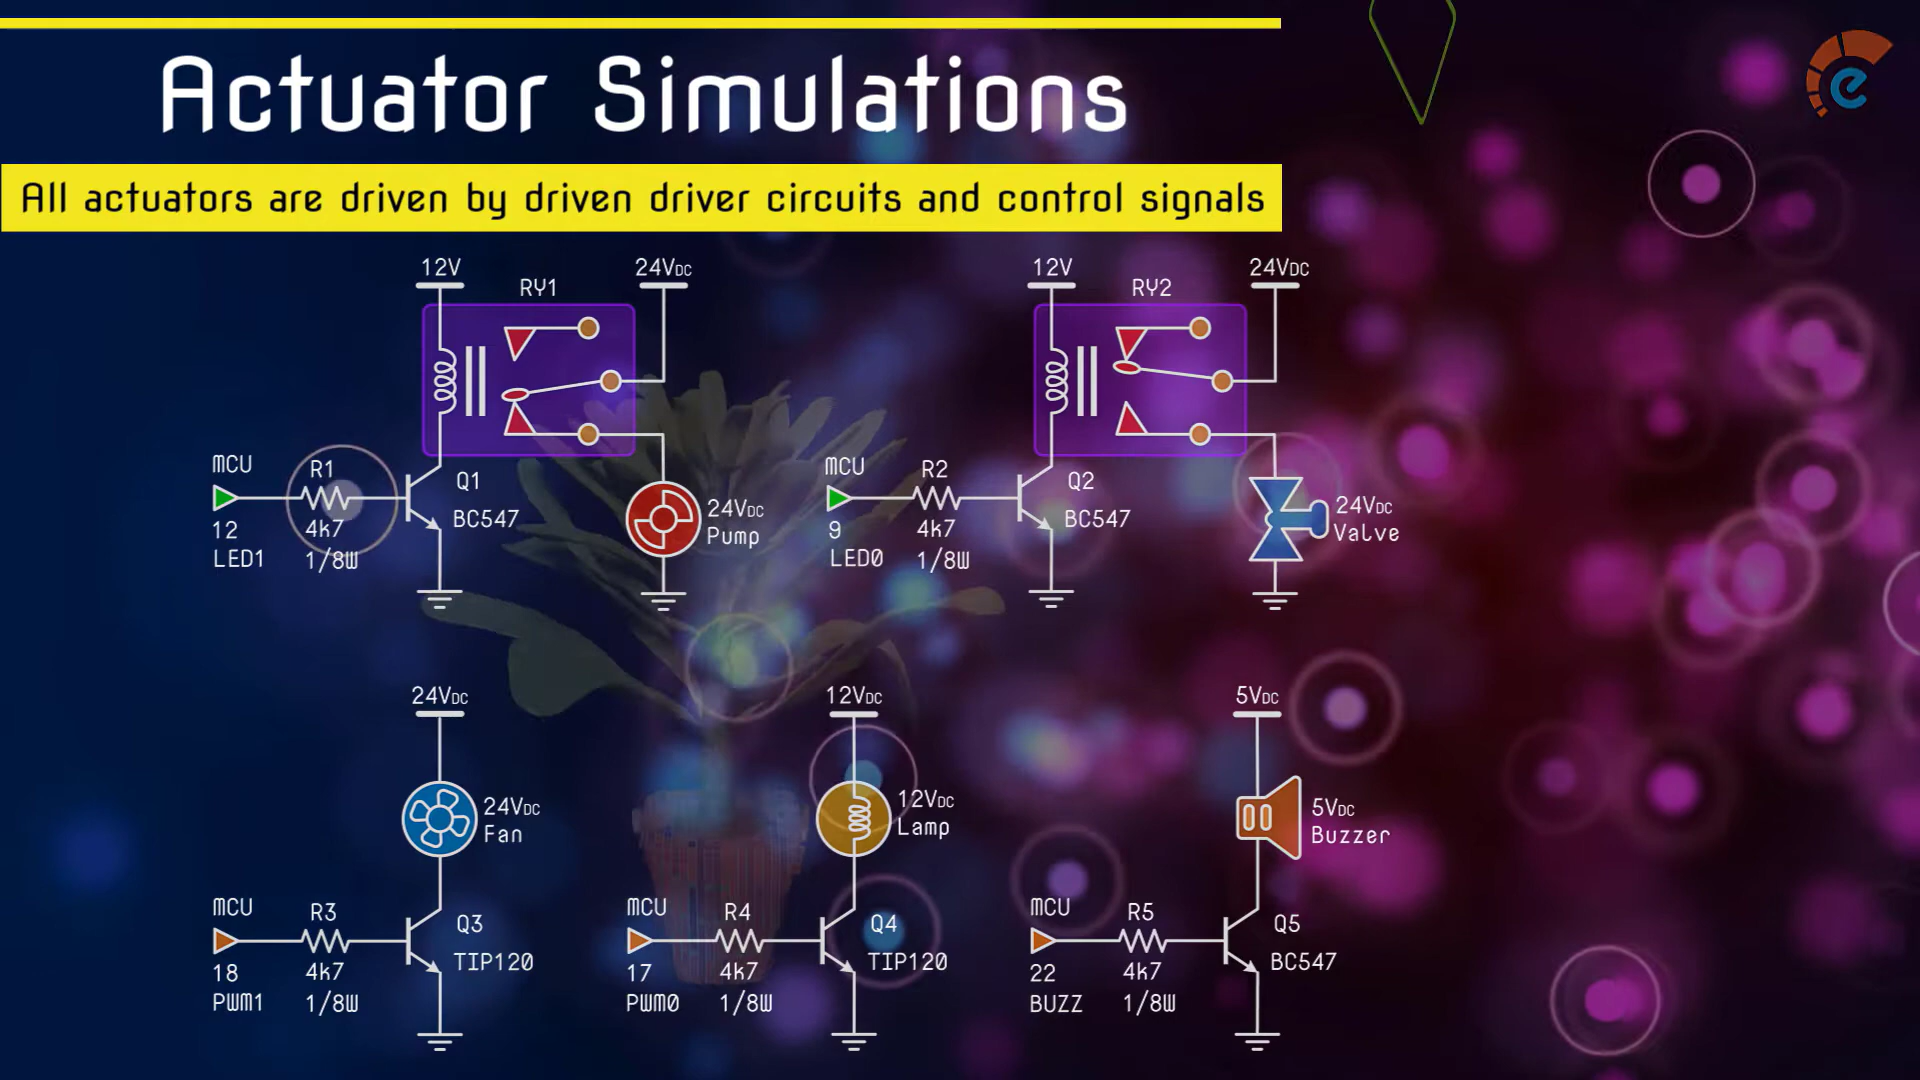 Actuator Simulations
All actuators are driven by driven driver circuits and control signals
12V
RY1
24VDC
MCU
R1
12
LED1
4k7
1/8W
Q1
BC547
24VDC
Pump
12V
RY2
24VDC
MCU
R2
9
LED0
4k7
1/8W
Q2
BC547
24VDC
Valve
24VDC
24VDC
Fan
MCU
R3
18
PWM1
4k7
1/8W
Q3
TIP120
12VDC
12VDC
Lamp
MCU
R4
17
PWM0
4k7
1/8W
Q4
TIP120
5VDC
5VDC
Buzzer
MCU
R5
22
BUZZ
4k7
1/8W
Q5
BC547
e